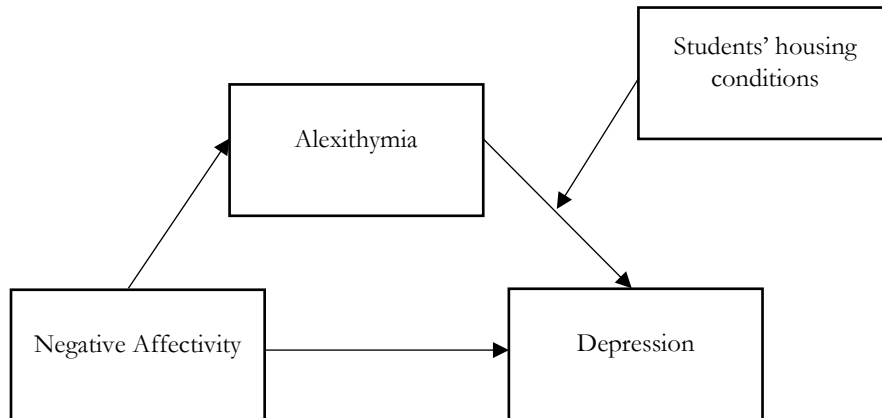 Students’ housing
conditions
Alexithymia
Negative Affectivity
Depression